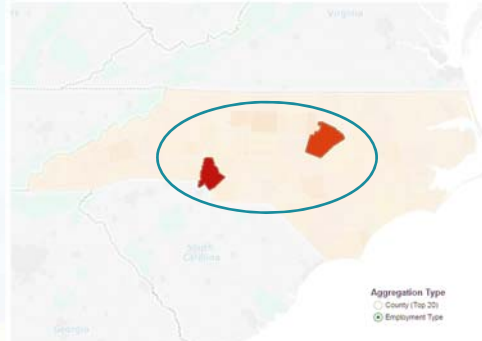 Virginia
South
Carolina
Georgia
Aggregation Type
County (Top 20)
Employment Type